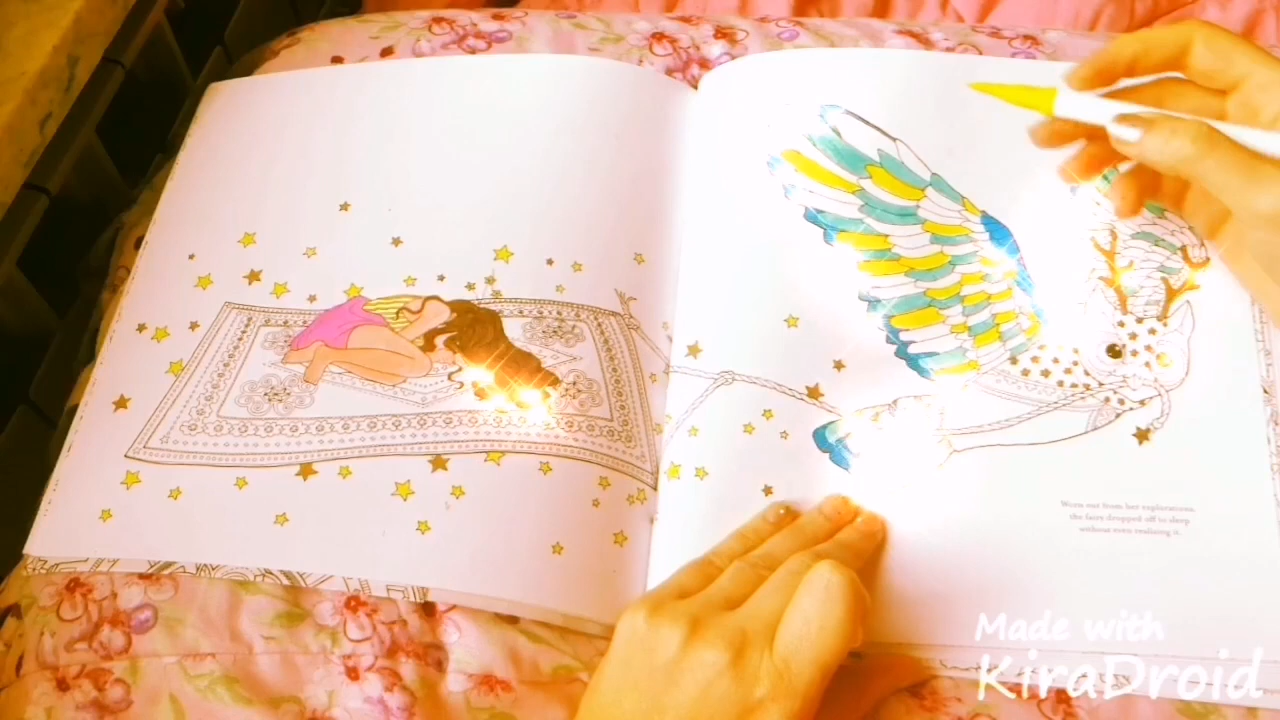 Worn out from her explorations,
the fairy dropped off to sleep
without even realising it.
Made with
KiraDroid